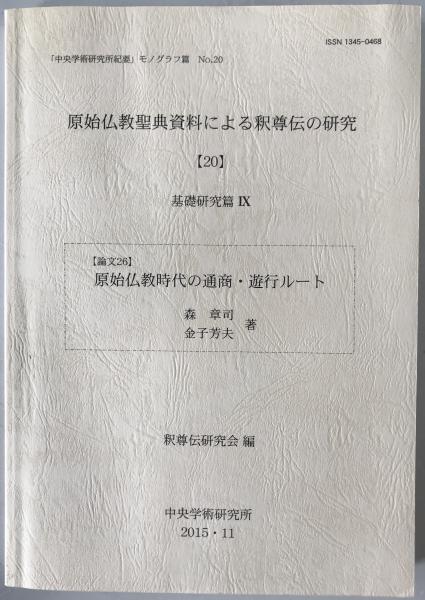 ISSN 1345-0468
「中央学術研究所紀要」モノグラフ篇 No.20
原始仏教聖典資料による釈尊伝の研究
【20】
基礎研究篇 IX
【論文26】
原始仏教時代の通商・遊行ルート
森 章司
金子芳夫 著
釈尊伝研究会 編
中央学術研究所
2015・11